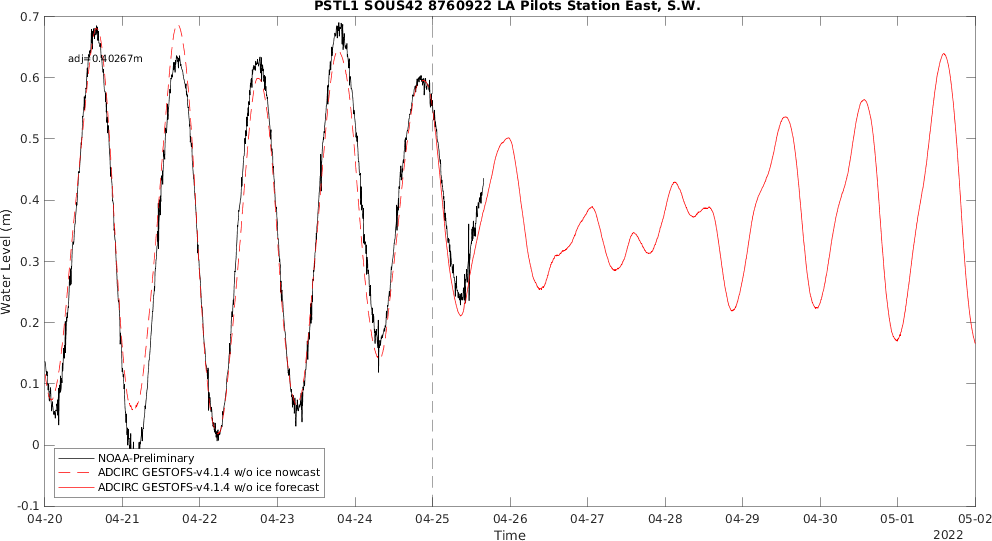 PSTL1 SOUS42 8760922 LA Pilots Station East, S.W.
0.7
adj=0.40267m
0.6
0.5
0.4
0.3
0.2
0.1
0
-0.1
Water Level (m)
NOAA-Preliminary
ADCIRC GESTOFS-v4.1.4 w/o ice nowcast
ADCIRC GESTOFS-v4.1.4 w/o ice forecast
04-20 04-21 04-22 04-23 04-24 04-25 04-26 04-27 04-28 04-29 04-30 05-01 05-02
Time
2022